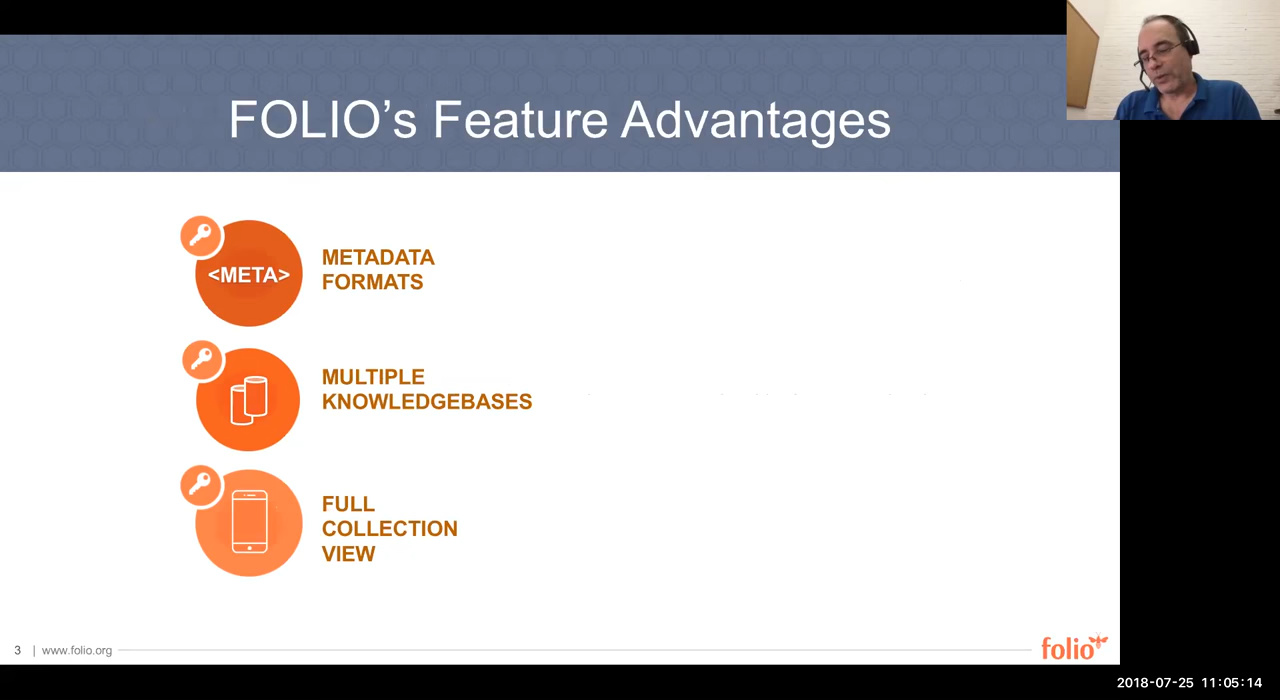 FOLIO’s Feature Advantages
<META>
METADATA
FORMATS
MULTIPLE
KNOWLEDGEBASES
FULL
COLLECTION
VIEW
3 | www.folio.org
folio
2018-07-25 11:05:14